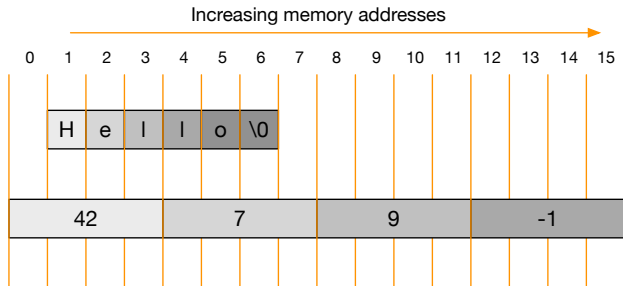 Increasing memory addresses
0 1 2 3 4 5 6 7 8 9 10 11 12 13 14 15
H e l l o \0
42 7 9 -1